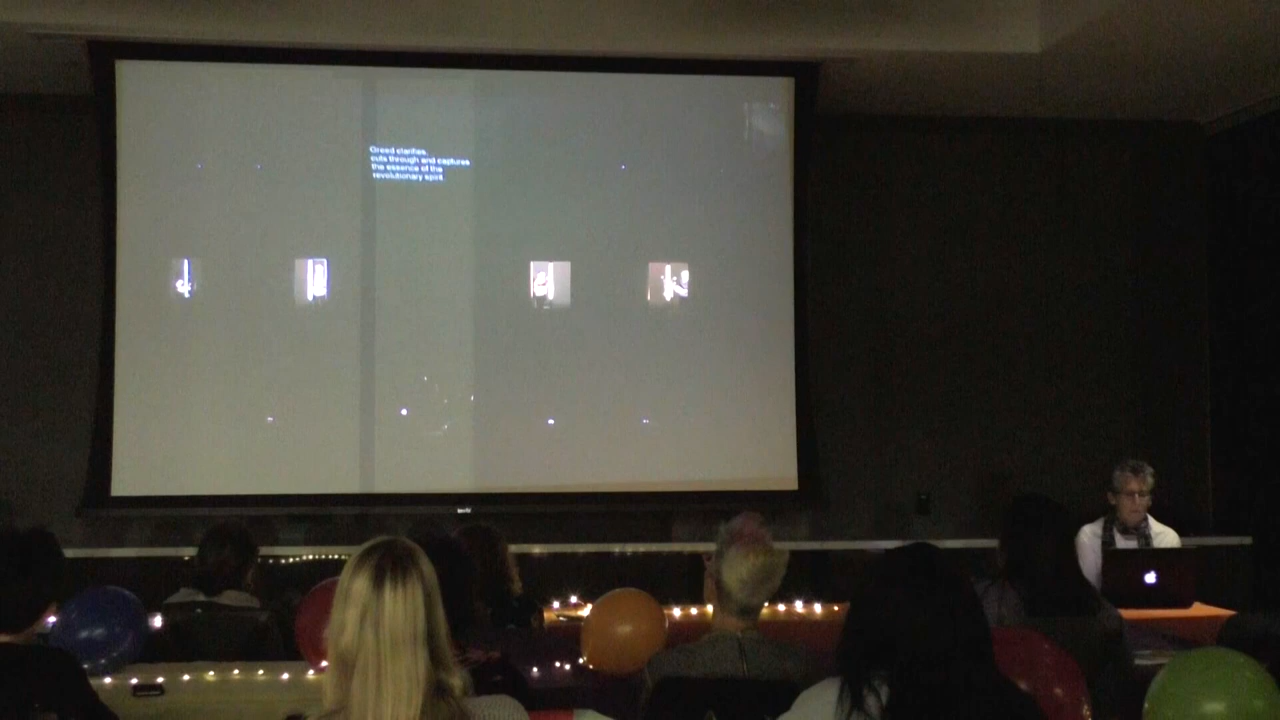 Greed clarifies,
cuts through and captures
the essence of the
revolutionary spirit.